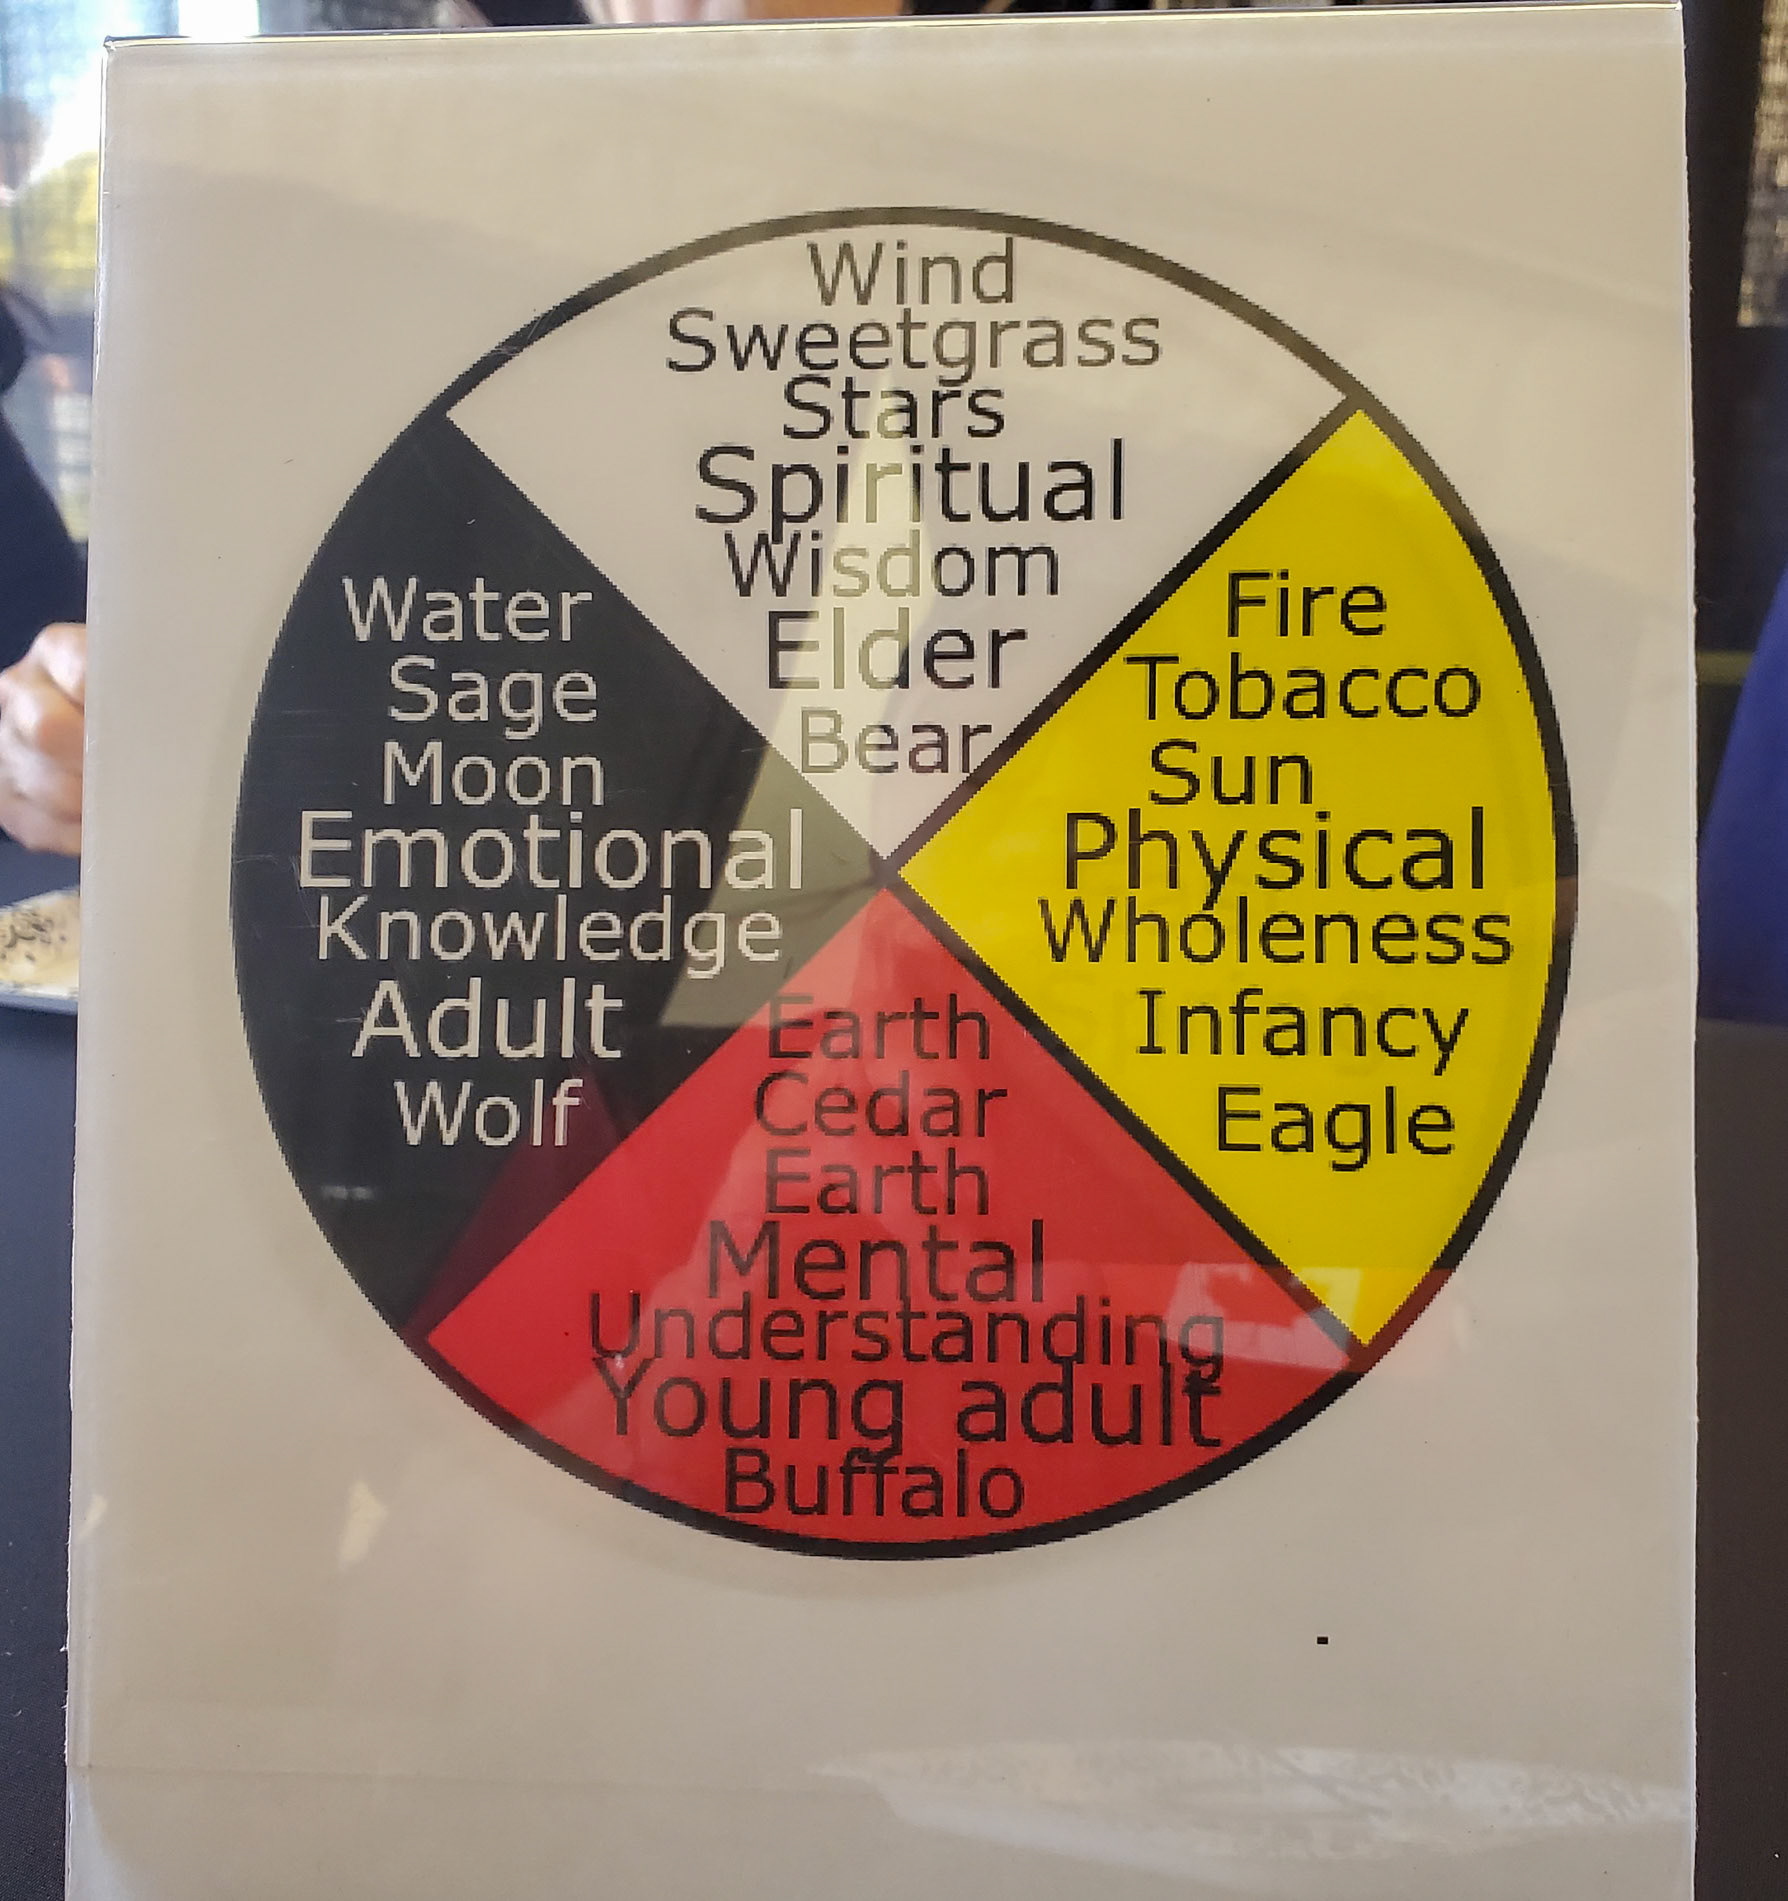 Wind
Sweetgrass
Stars
Spiritual
Wisdom
Elder
Bear
Water
Sage
Moon
Emotional
Knowledge
Adult
Wolf
Fire
Tobacco
Sun
Physical
Wholeness
Infancy
Eagle
Earth
Cedar
Earth
Mental
Understanding
Young adult
Buffalo